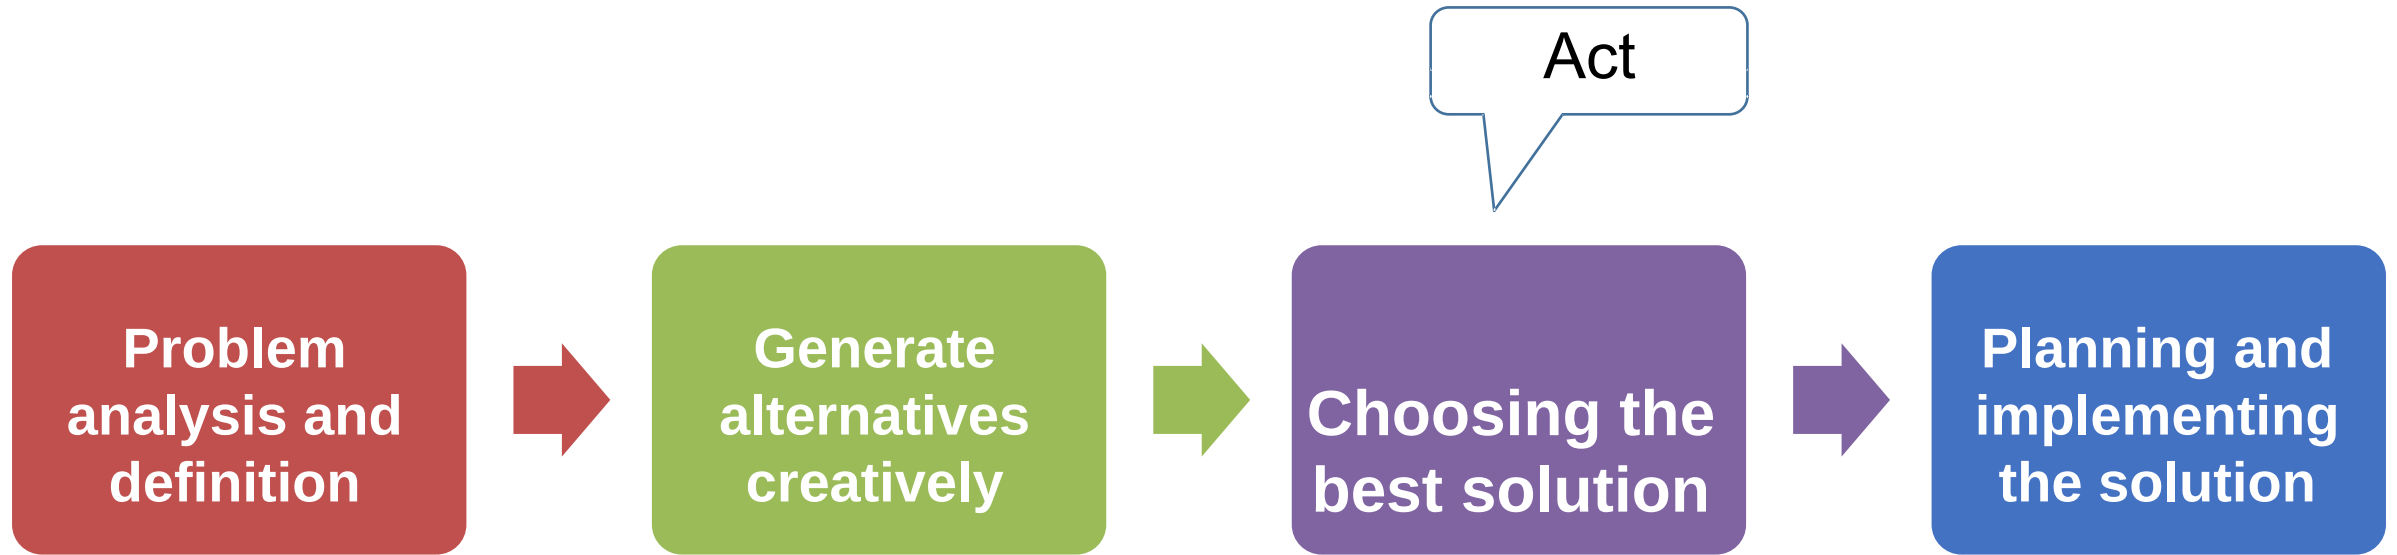 Act
Problem
analysis and
definition
Generate
alternatives
creatively
Choosing the
best solution
Planning and
implementing
the solution